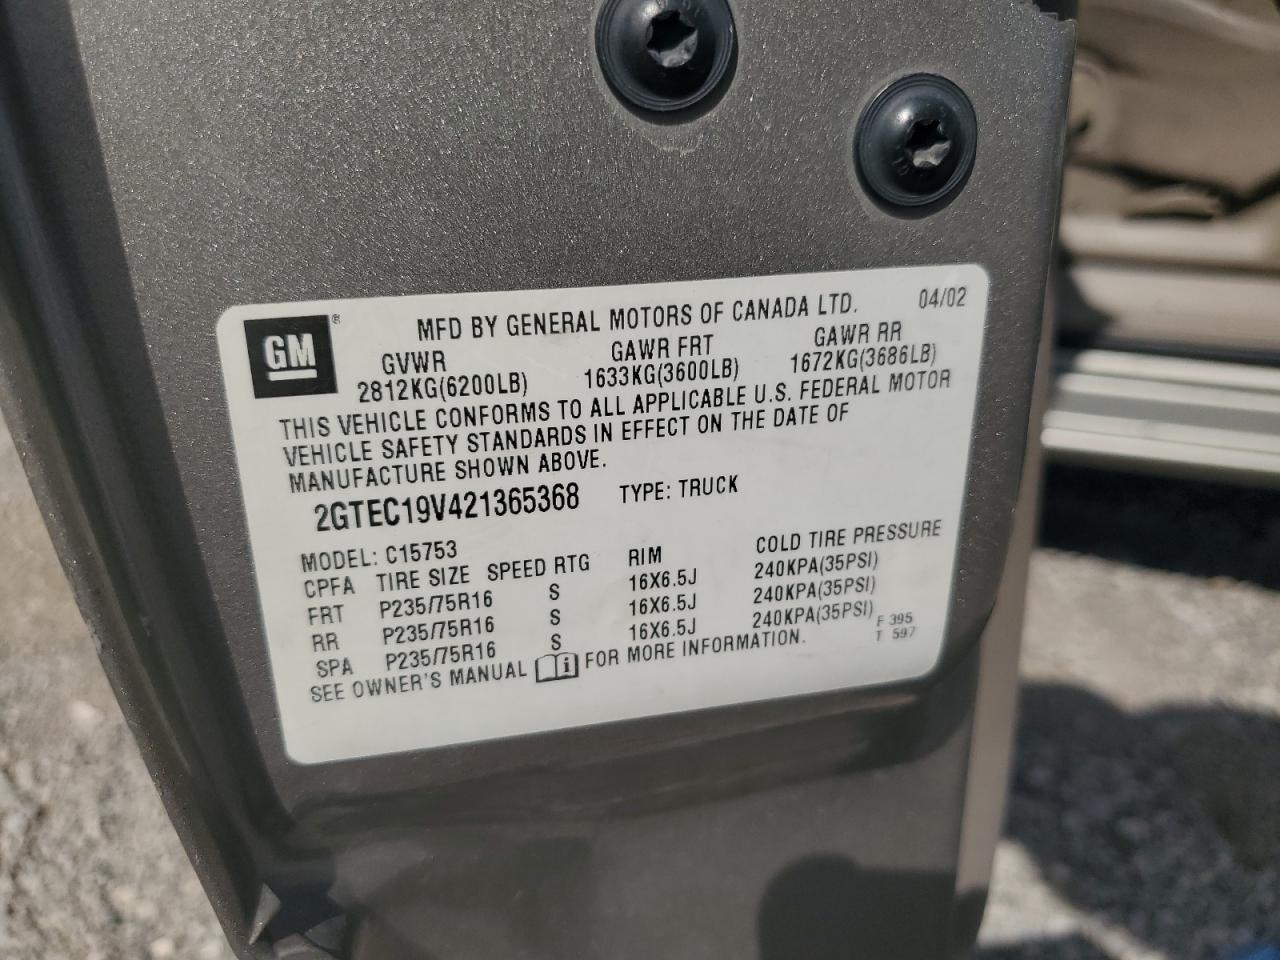 GM ®
MFD BY GENERAL MOTORS OF CANADA LTD. 04/02
GVWR GAWR FRT GAWR RR
2812KG(6200LB) 1633KG(3600LB) 1672KG(3686LB)
THIS VEHICLE CONFORMS TO ALL APPLICABLE U.S. FEDERAL MOTOR
VEHICLE SAFETY STANDARDS IN EFFECT ON THE DATE OF
MANUFACTURE SHOWN ABOVE.
2GTEC19V421365368 TYPE: TRUCK
MODEL: C15753
CPFA TIRE SIZE SPEED RTG RIM COLD TIRE PRESSURE
FRT P235/75R16 S 16X6.5J 240KPA(35PSI)
RR P235/75R16 S 16X6.5J 240KPA(35PSI)
SPA P235/75R16 S 16X6.5J 240KPA(35PSI) F 395
SEE OWNER'S MANUAL i FOR MORE INFORMATION. T 597